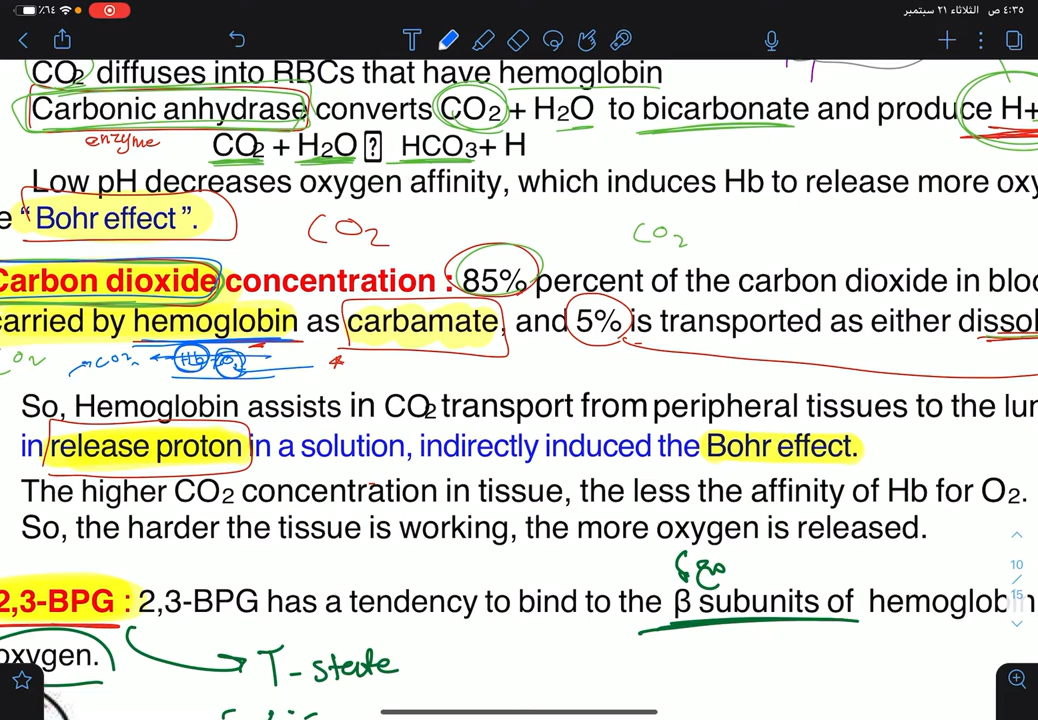 ٤:٣٥ ص الثلاثاء ٢١ سبتمبر
٪٦٤
CO2 diffuses into RBCs that have hemoglobin
Carbonic anhydrase converts CO2 + H2O to bicarbonate and produce H+
enzyme
CO2 + H2O ? HCO3+ H
Low pH decreases oxygen affinity, which induces Hb to release more oxy
e “Bohr effect ”.
CO2
CO2
Carbon dioxide concentration : 85% percent of the carbon dioxide in bloo
carried by hemoglobin as carbamate, and 5% is transported as either dissol
CO2
CO2 Hb O2
So, Hemoglobin assists in CO2 transport from peripheral tissues to the lun
in release proton in a solution, indirectly induced the Bohr effect.
The higher CO2 concentration in tissue, the less the affinity of Hb for O2.
So, the harder the tissue is working, the more oxygen is released.
10
/
15
2,3-BPG : 2,3-BPG has a tendency to bind to the β subunits of hemoglobin
oxygen.
T-state